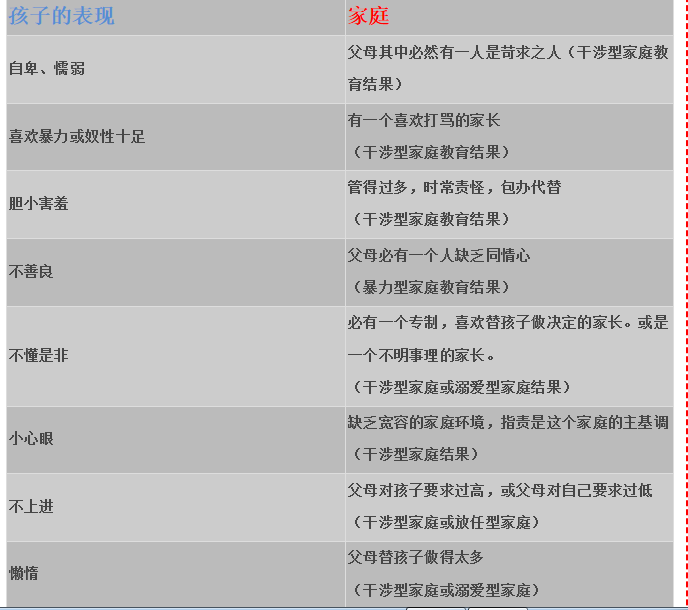 孩子的表现
家庭
自卑、懦弱
父母其中必然有一人是苛求之人（干涉型家庭教
育结果）
喜欢暴力或奴性十足
有一个喜欢打骂的家长
（干涉型家庭教育结果）
胆小害羞
管得过多，时常责怪，包办代替
（干涉型家庭教育结果）
不善良
父母必有一个人缺乏同情心
（暴力型家庭教育结果）
不懂是非
必有一个专制，喜欢替孩子做决定的家长。或是
一个不明事理的家长。
（干涉型家庭或溺爱型家庭结果）
小心眼
缺乏宽容的家庭环境，指责是这个家庭的主基调
（干涉型家庭结果）
不上进
父母对孩子要求过高，或父母对自己要求过低
（干涉型家庭或放任型家庭）
懒惰
父母替孩子做得太多
（干涉型家庭或溺爱型家庭）